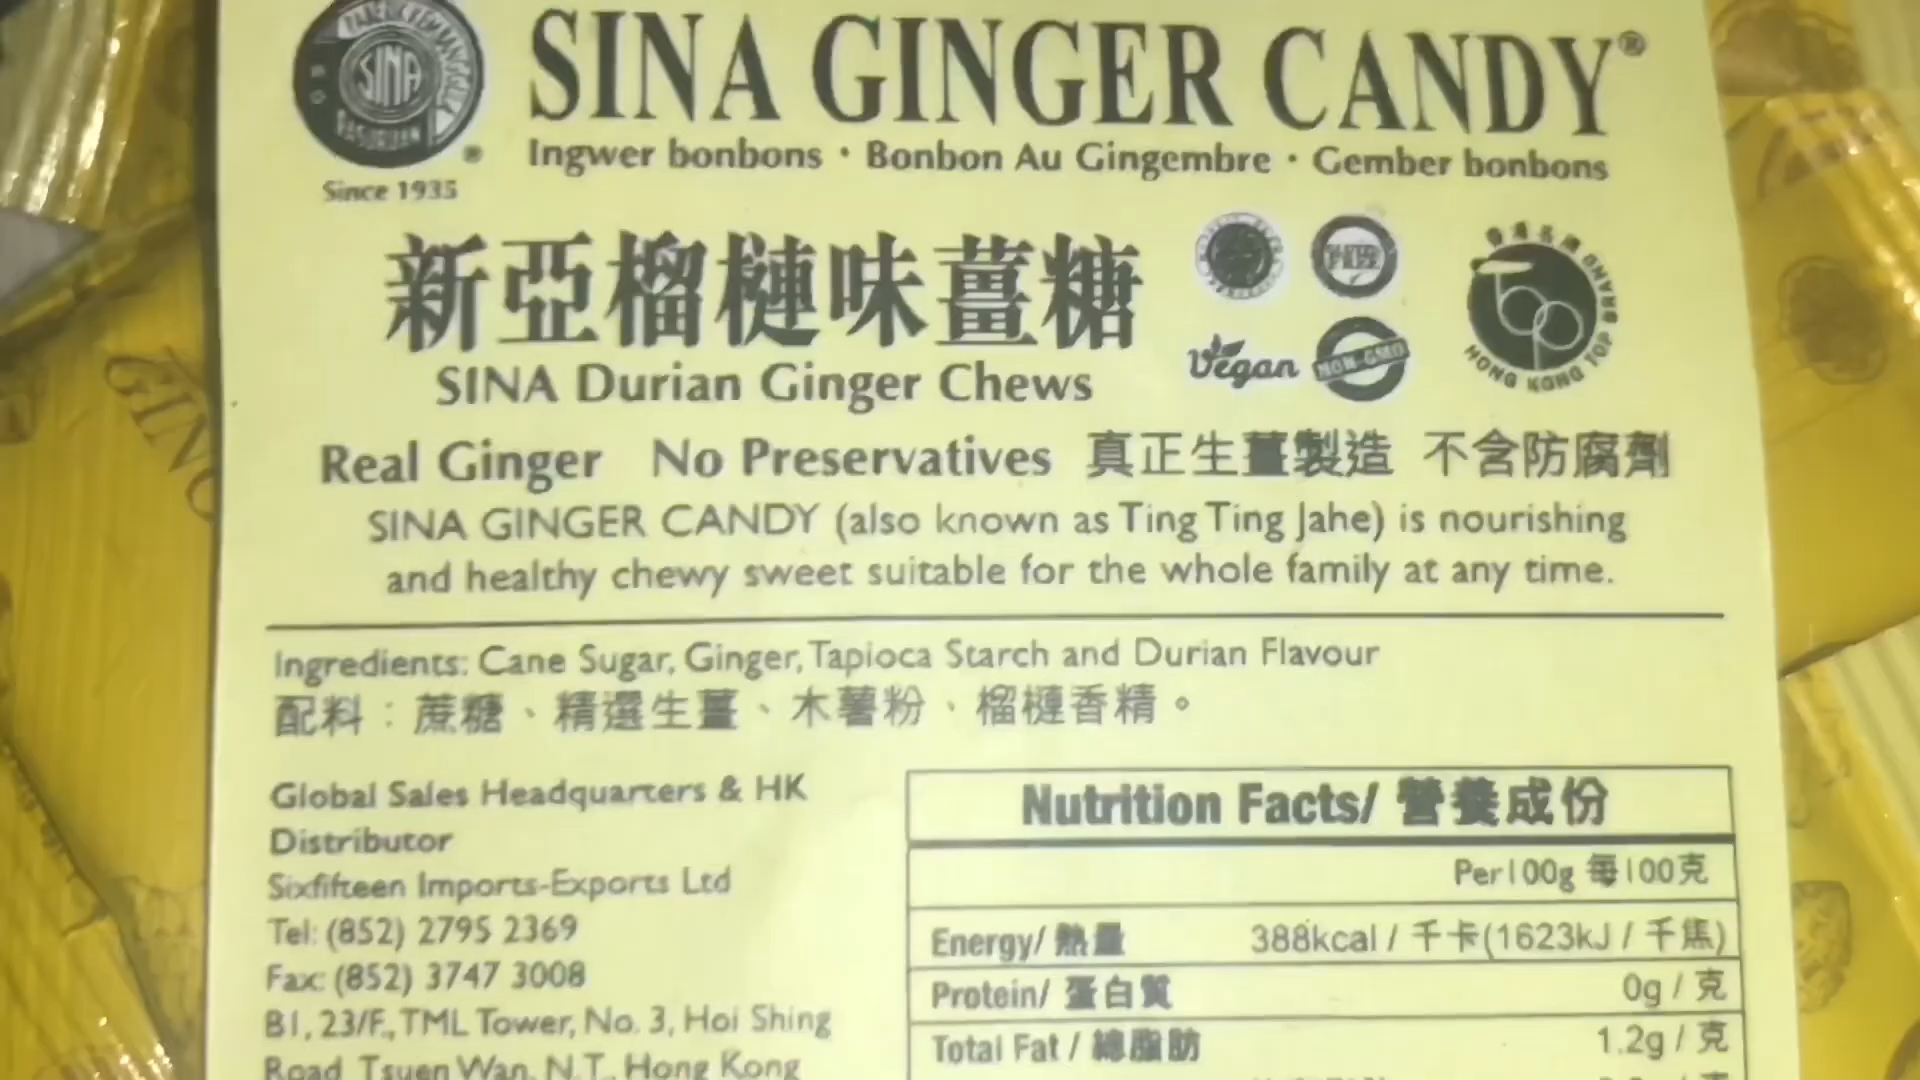 SINA GINGER CANDY®
SINA
PASURUAN
®
Since 1935
Ingwer bonbons • Bonbon Au Gingembre • Gember bonbons
新亞榴槤味薑糖
SINA Durian Ginger Chews
Vegan
NON-GMO
香港名牌
HONG KONG TOP BRAND
Real Ginger No Preservatives 真正生薑製造 不含防腐劑
SINA GINGER CANDY (also known as Ting Ting Jahe) is nourishing
and healthy chewy sweet suitable for the whole family at any time.
Ingredients: Cane Sugar, Ginger, Tapioca Starch and Durian Flavour
配料：蔗糖、精選生薑、木薯粉、榴槤香精。
Global Sales Headquarters & HK
Distributor
Sixfifteen Imports-Exports Ltd
Tel: (852) 2795 2369
Fax: (852) 3747 3008
B1, 23/F., TML Tower, No. 3, Hoi Shing
Road, Tsuen Wan, N.T., Hong Kong
Nutrition Facts/ 營養成份
Per100g 每100克
Energy/ 熱量 388kcal / 千卡(1623kJ / 千焦)
Protein/ 蛋白質 0g / 克
Total Fat / 總脂肪 1.2g / 克